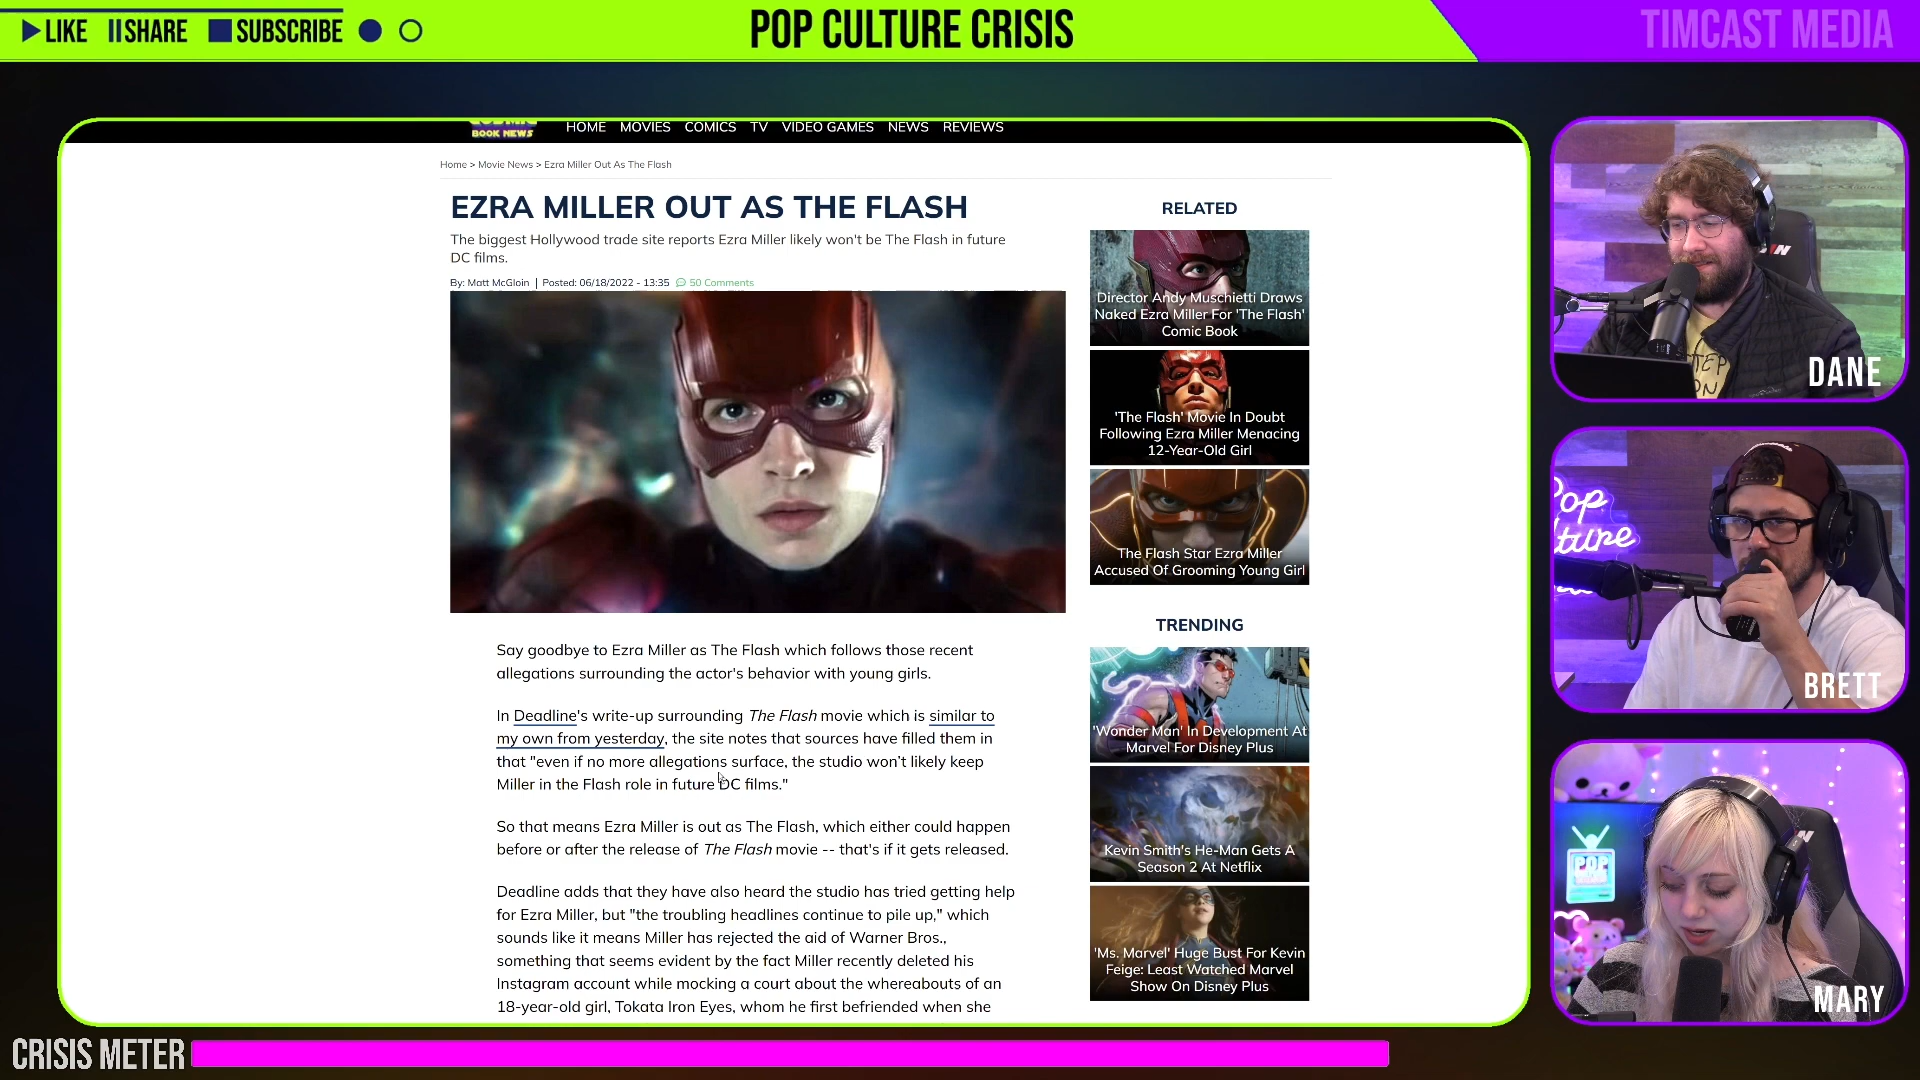 LIKE SHARE SUBSCRIBE
POP CULTURE CRISIS
TIMCAST MEDIA
BOOK NEWS
HOME MOVIES COMICS TV VIDEO GAMES NEWS REVIEWS
Home > Movie News > Ezra Miller Out As The Flash
EZRA MILLER OUT AS THE FLASH
The biggest Hollywood trade site reports Ezra Miller likely won't be The Flash in future
DC films.
By: Matt McGloin | Posted: 06/18/2022 - 13:35 50 Comments
Say goodbye to Ezra Miller as The Flash which follows those recent
allegations surrounding the actor's behavior with young girls.
In Deadline's write-up surrounding The Flash movie which is similar to
my own from yesterday, the site notes that sources have filled them in
that "even if no more allegations surface, the studio won't likely keep
Miller in the Flash role in future DC films."
So that means Ezra Miller is out as The Flash, which either could happen
before or after the release of The Flash movie -- that's if it gets released.
Deadline adds that they have also heard the studio has tried getting help
for Ezra Miller, but "the troubling headlines continue to pile up," which
sounds like it means Miller has rejected the aid of Warner Bros.,
something that seems evident by the fact Miller recently deleted his
Instagram account while mocking a court about the whereabouts of an
18-year-old girl, Tokata Iron Eyes, whom he first befriended when she
RELATED
Director Andy Muschietti Draws
Naked Ezra Miller For 'The Flash'
Comic Book
'The Flash' Movie In Doubt
Following Ezra Miller Menacing
12-Year-Old Girl
The Flash Star Ezra Miller
Accused Of Grooming Young Girl
TRENDING
'Wonder Man' In Development At
Marvel For Disney Plus
Kevin Smith's He-Man Gets A
Season 2 At Netflix
'Ms. Marvel' Huge Bust For Kevin
Feige: Least Watched Marvel
Show On Disney Plus
DANE
BRETT
POP
MARY
CRISIS METER